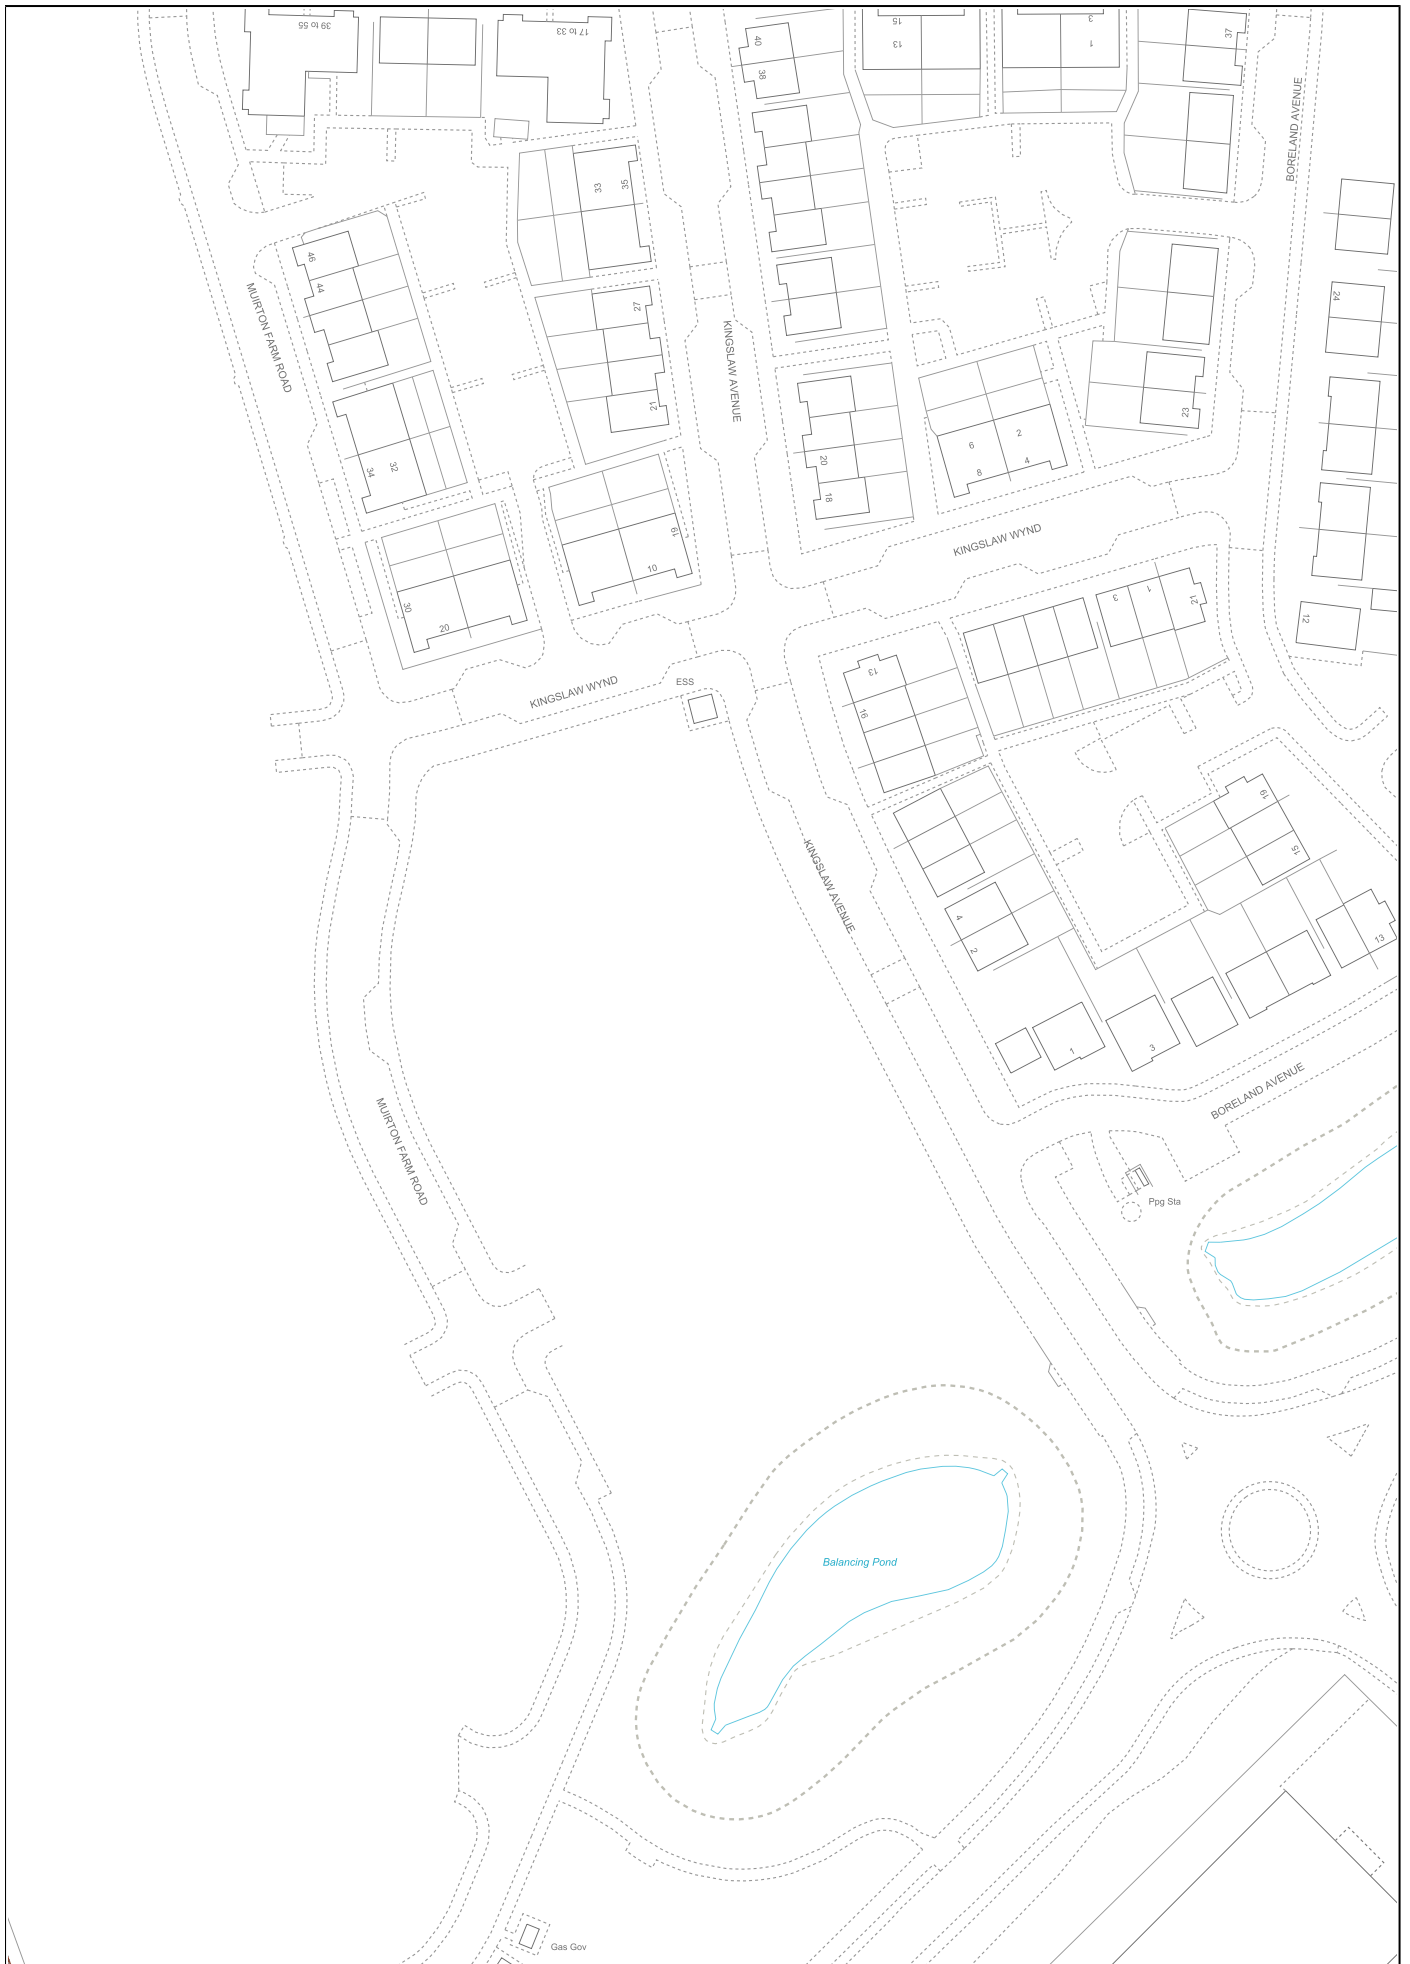 39 to 55
17 to 33
40
38
15
13
3
1
37
BORELAND AVENUE
33
35
46
44
MUIRTON FARM ROAD
27
21
KINGSLAW AVENUE
24
23
34
32
20
18
6
2
8
4
19
10
KINGSLAW WYND
30
20
3
1
21
12
13
16
KINGSLAW WYND
ESS
19
15
KINGSLAW AVENUE
4
2
13
1
3
BORELAND AVENUE
MUIRTON FARM ROAD
Ppg Sta
Balancing Pond
Gas Gov